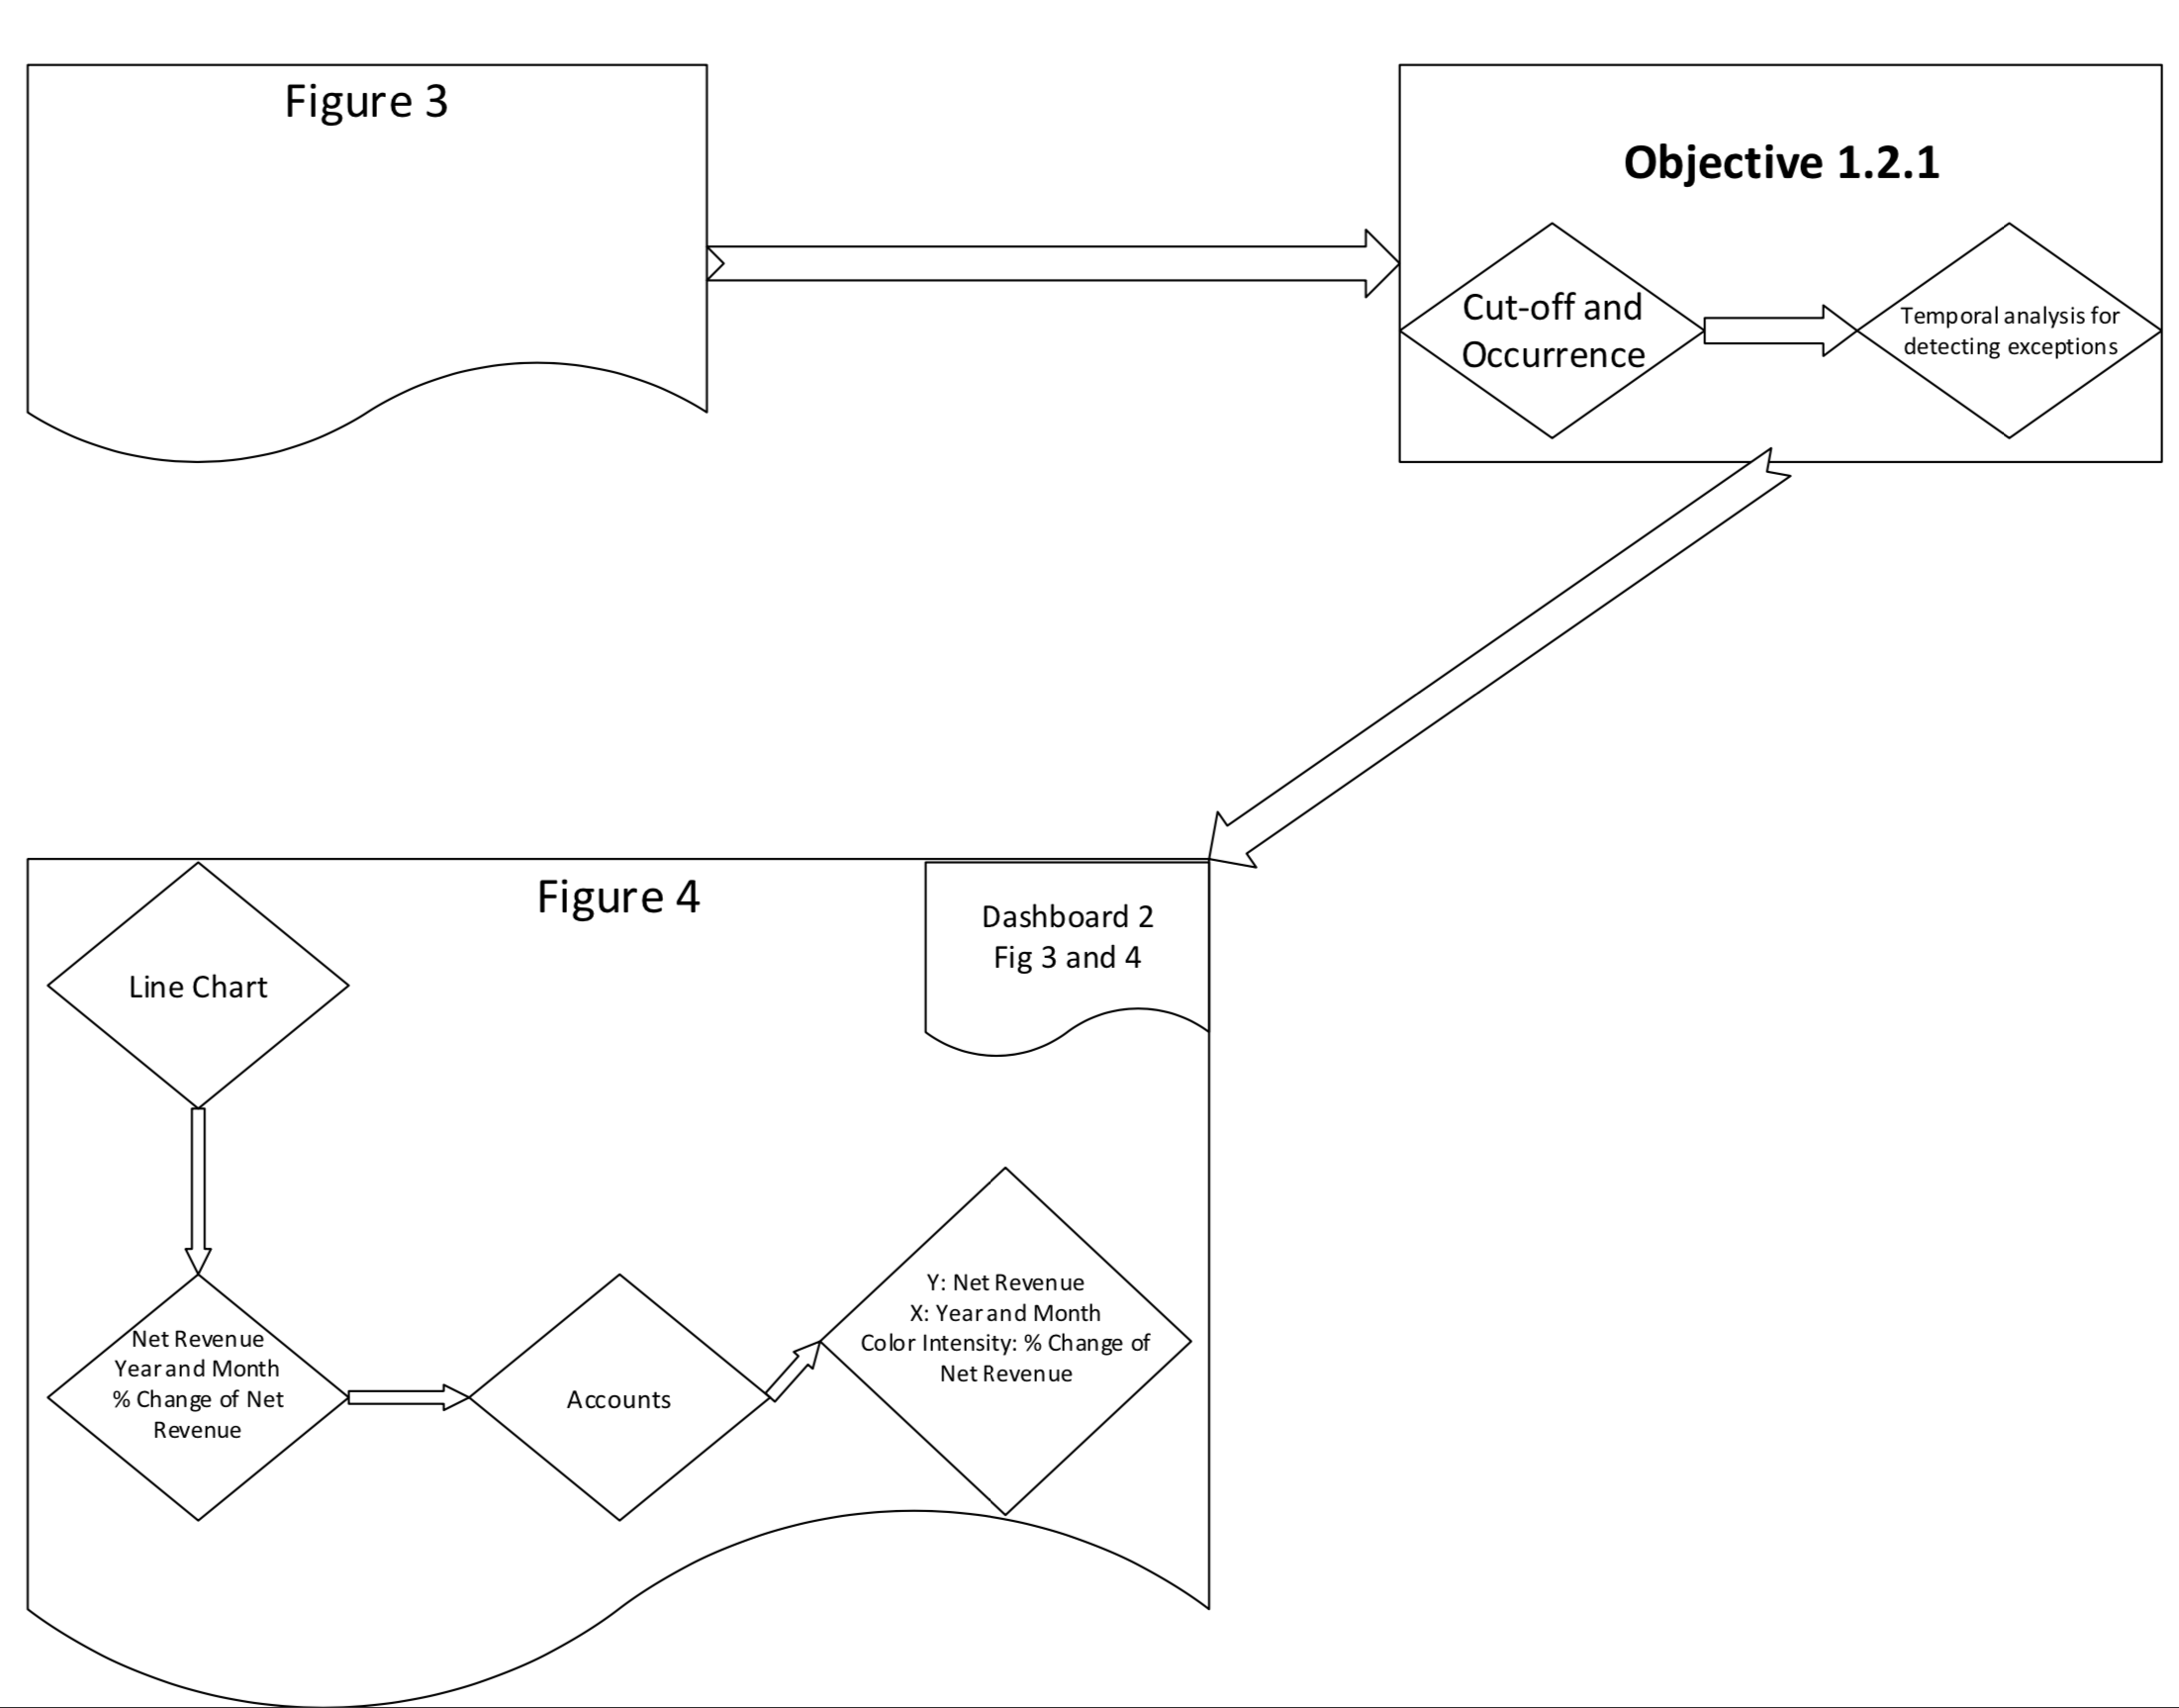 Figure 3
Objective 1.2.1
Cut-off and
Occurrence
Temporal analysis for
detecting exceptions
Figure 4
Dashboard 2
Fig 3 and 4
Line Chart
Net Revenue
Year and Month
% Change of Net
Revenue
Accounts
Y: Net Revenue
X: Year and Month
Color Intensity: % Change of
Net Revenue